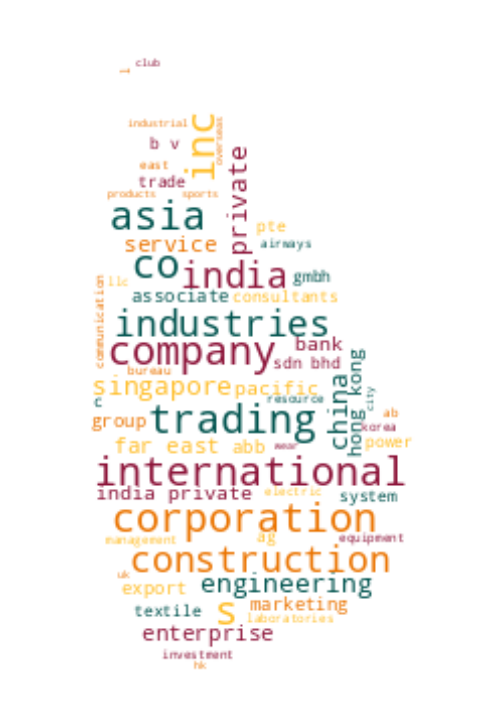 club
l
industrial
inc
overseas
b v
east
trade
private
products
sports
asia
pte
service
airways
co
india
gmbh
llc
communication
associate
consultants
industries
company
bank
sdn bhd
bureau
singapore
pacific
china
hong kong
resource
city
c
group
trading
ab
korea
far east
abb
wear
power
international
india private
electric
system
corporation
management
ag
equipment
construction
uk
export
engineering
textile
s
marketing
laboratories
enterprise
investment
hk